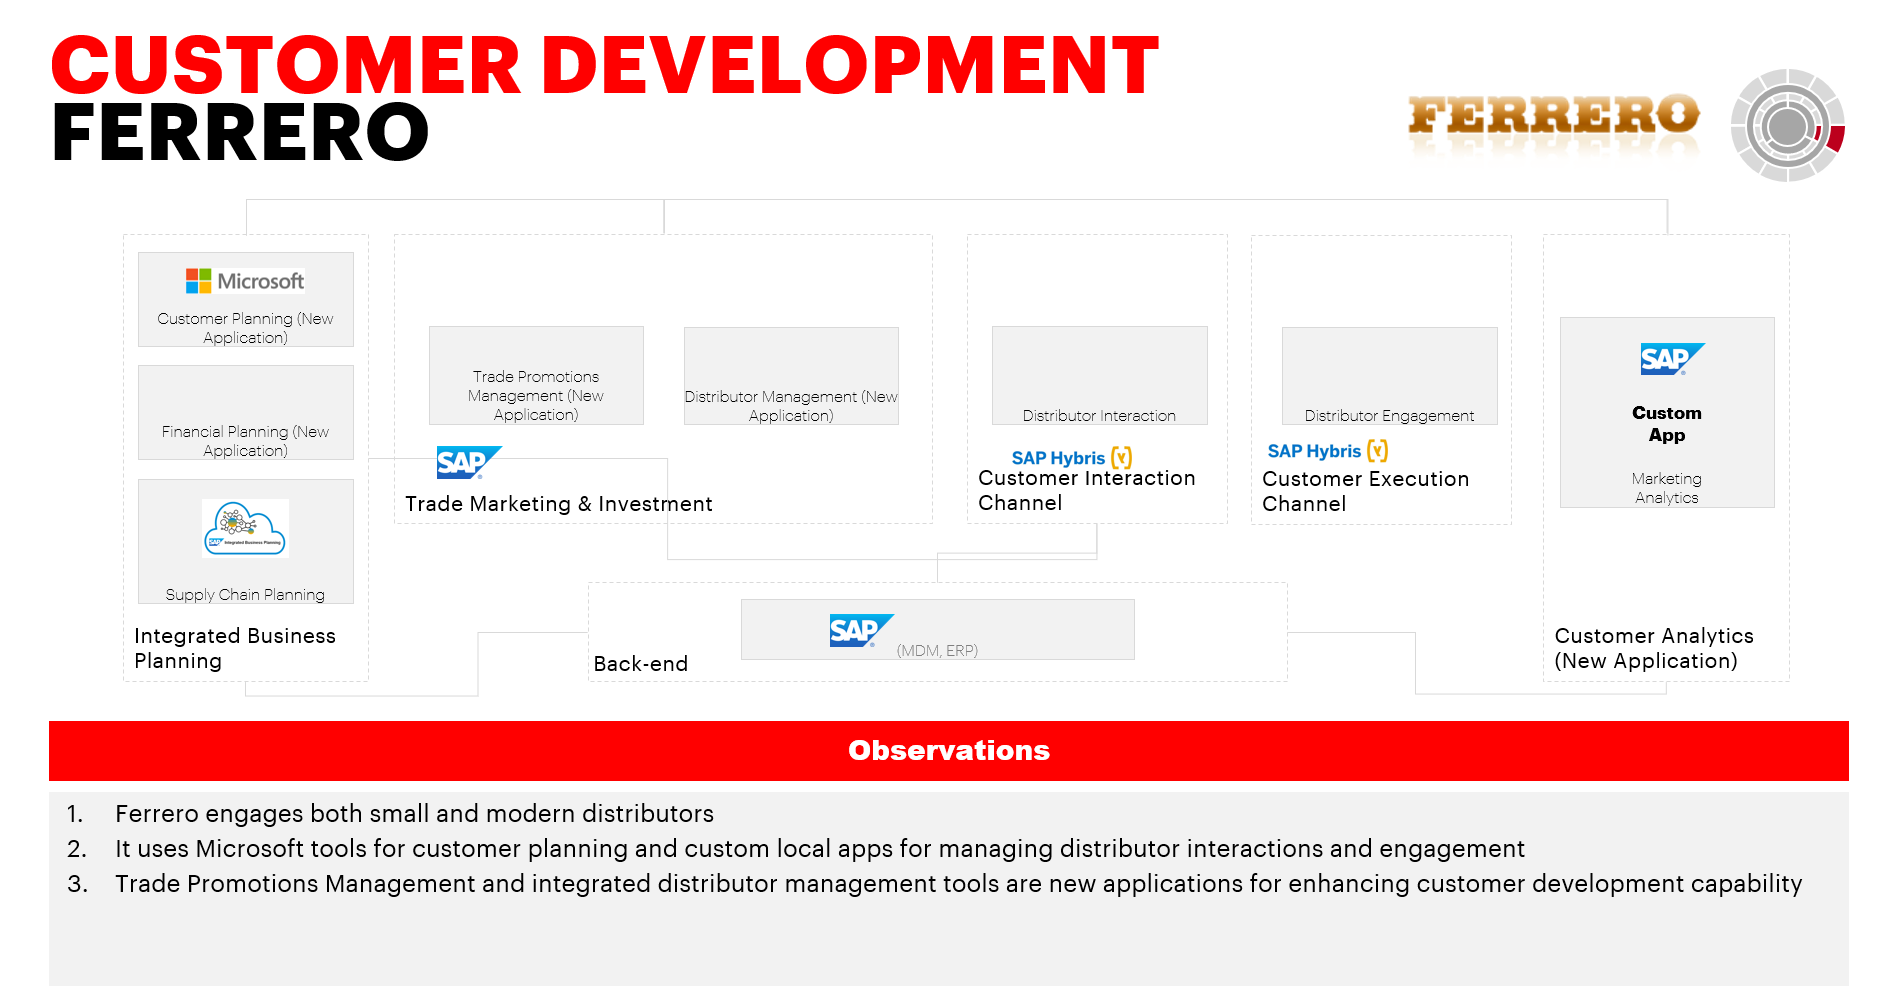 CUSTOMER DEVELOPMENT
FERRERO
FERRERO
Microsoft
Customer Planning (New
Application)
Financial Planning (New
Application)
SAP Integrated Business Planning
Supply Chain Planning
Integrated Business
Planning
Trade Promotions
Management (New
Application)
Distributor Management (New
Application)
SAP®
Trade Marketing & Investment
Distributor Interaction
SAP Hybris (Y)
Customer Interaction
Channel
Distributor Engagement
SAP Hybris (Y)
Customer Execution
Channel
SAP®
Custom
App
Marketing
Analytics
Customer Analytics
(New Application)
SAP®
(MDM, ERP)
Back-end
Observations
1. Ferrero engages both small and modern distributors
2. It uses Microsoft tools for customer planning and custom local apps for managing distributor interactions and engagement
3. Trade Promotions Management and integrated distributor management tools are new applications for enhancing customer development capability